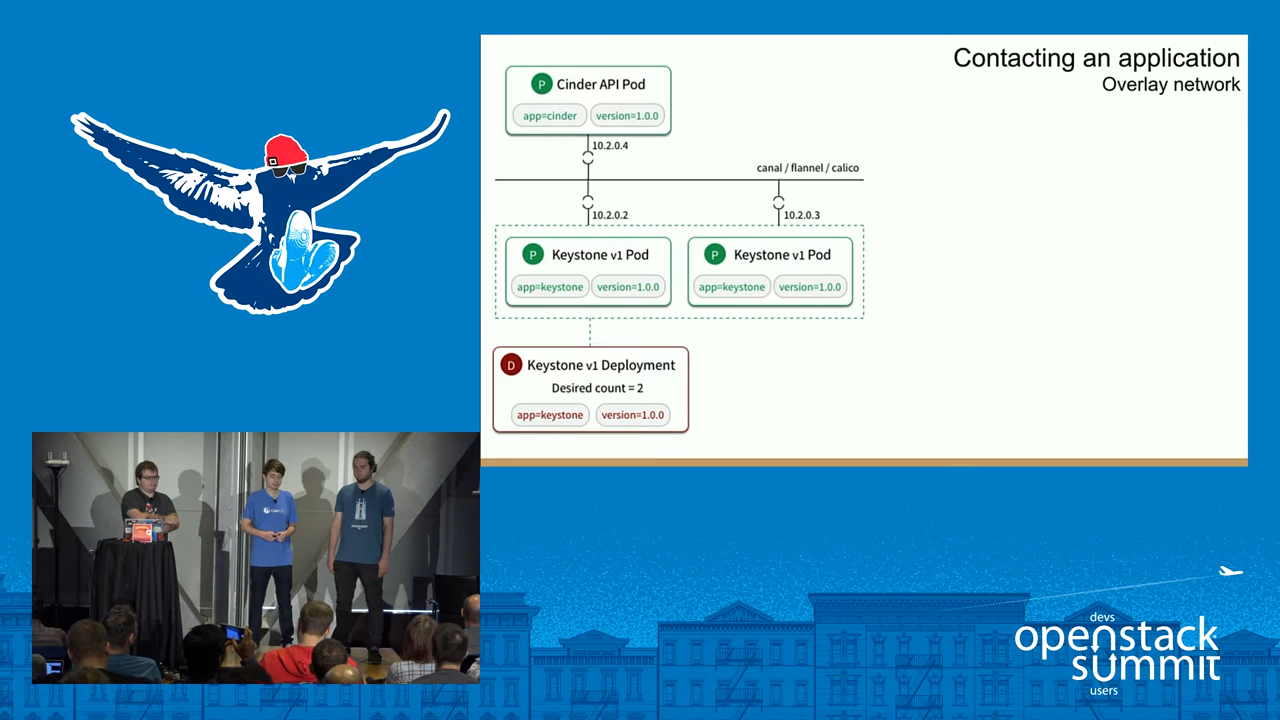 Contacting an application
Overlay network
P Cinder API Pod
app=cinder version=1.0.0
10.2.0.4
canal / flannel / calico
10.2.0.2 10.2.0.3
P Keystone v1 Pod P Keystone v1 Pod
app=keystone version=1.0.0 app=keystone version=1.0.0
D Keystone v1 Deployment
Desired count = 2
app=keystone version=1.0.0
devs
openstack
summit
users